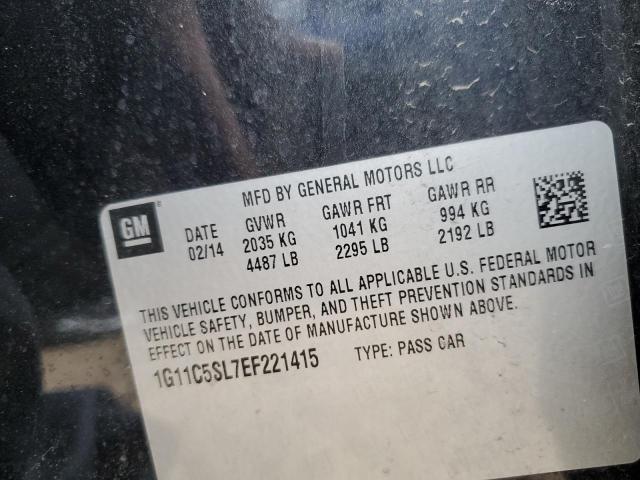 MFD BY GENERAL MOTORS LLC
GM ®
DATE GVWR GAWR FRT GAWR RR
02/14 2035 KG 1041 KG 994 KG
4487 LB 2295 LB 2192 LB
THIS VEHICLE CONFORMS TO ALL APPLICABLE U.S. FEDERAL MOTOR
VEHICLE SAFETY, BUMPER, AND THEFT PREVENTION STANDARDS IN
EFFECT ON THE DATE OF MANUFACTURE SHOWN ABOVE.
1G11C5SL7EF221415 TYPE: PASS CAR